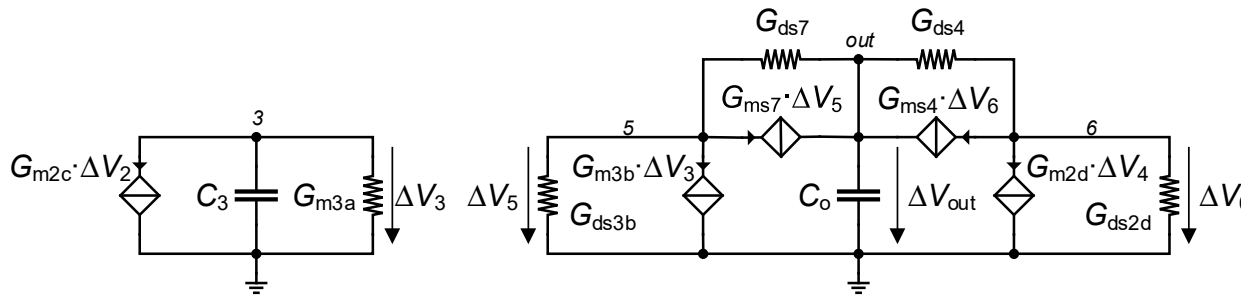 G_ds7
out
G_ds4
G_ms7·ΔV_5
G_ms4·ΔV_6
3
5
6
G_m2c·ΔV_2
C_3
G_m3a
ΔV_3
ΔV_5
G_m3b·ΔV_3
G_ds3b
C_o
ΔV_out
G_m2d·ΔV_4
G_ds2d
ΔV_6